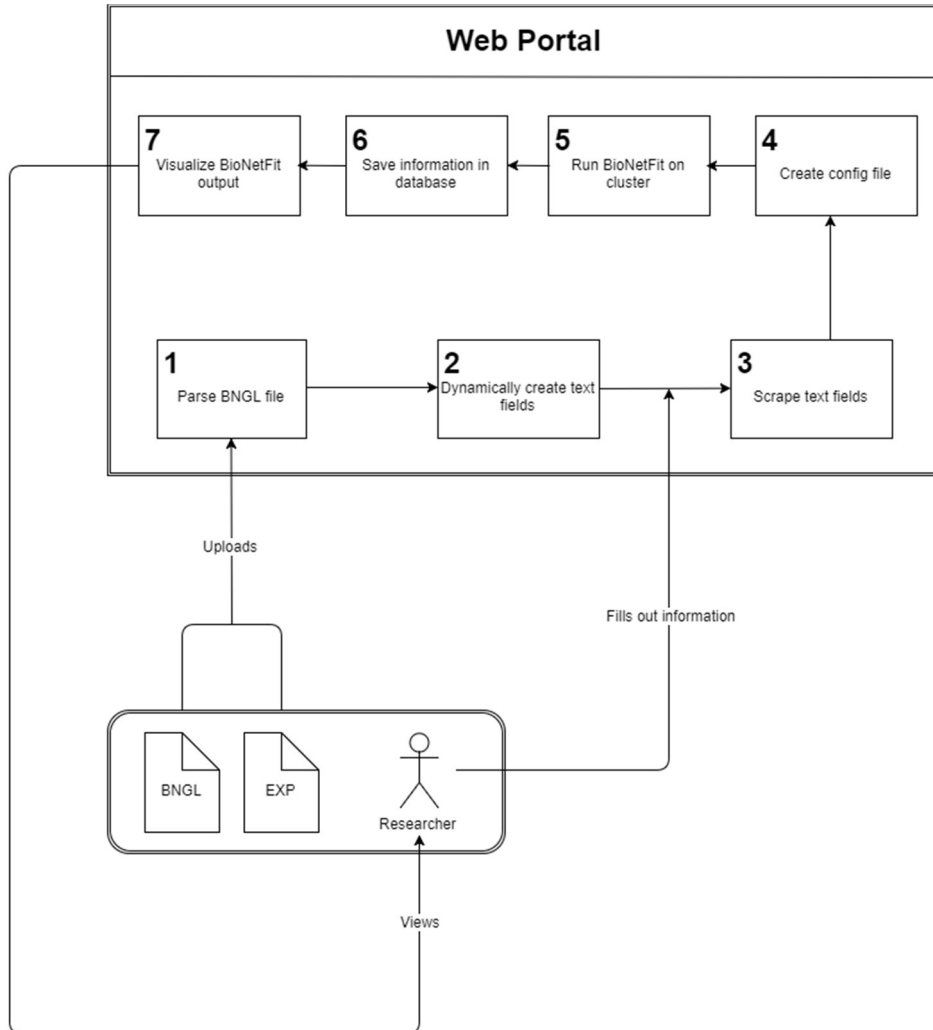 Web Portal
7
Visualize BioNetFit
output
6
Save information in
database
5
Run BioNetFit on
cluster
4
Create config file
1
Parse BNGL file
2
Dynamically create text
fields
3
Scrape text fields
Uploads
Fills out information
BNGL
EXP
Researcher
Views